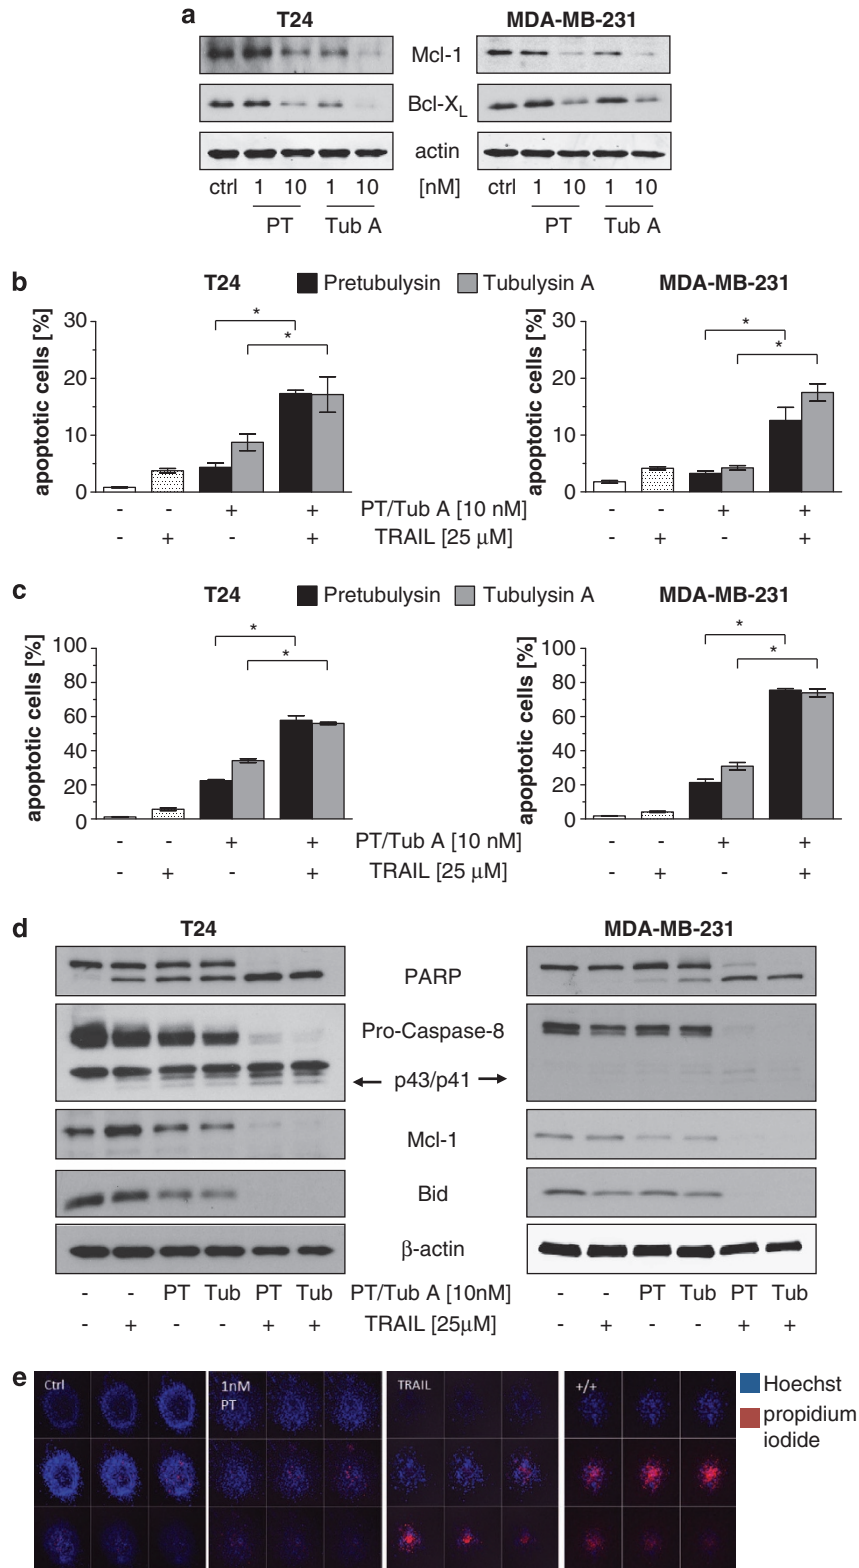 a
T24 MDA-MB-231
Mcl-1
Bcl-XL
actin
ctrl 1 10 1 10 [nM] ctrl 1 10 1 10
PT Tub A PT Tub A
b
T24 Pretubulysin Tubulysin A MDA-MB-231
apoptotic cells [%] apoptotic cells [%]
30 30
20 20
10 10
0 0
- - + + PT/Tub A [10 nM] - - + +
- + - + TRAIL [25 μM] - + - +
* * * *
c
T24 Pretubulysin Tubulysin A MDA-MB-231
apoptotic cells [%] apoptotic cells [%]
100 100
80 80
60 60
40 40
20 20
0 0
- - + + PT/Tub A [10 nM] - - + +
- + - + TRAIL [25 μM] - + - +
* * * *
d
T24 MDA-MB-231
PARP
Pro-Caspase-8
← p43/p41 →
Mcl-1
Bid
β-actin
- - PT Tub PT Tub PT/Tub A [10nM] - - PT Tub PT Tub
- + - - + + TRAIL [25μM] - + - - + +
e
Ctrl 1nM TRAIL +/+ Hoechst
PT propidium
iodide